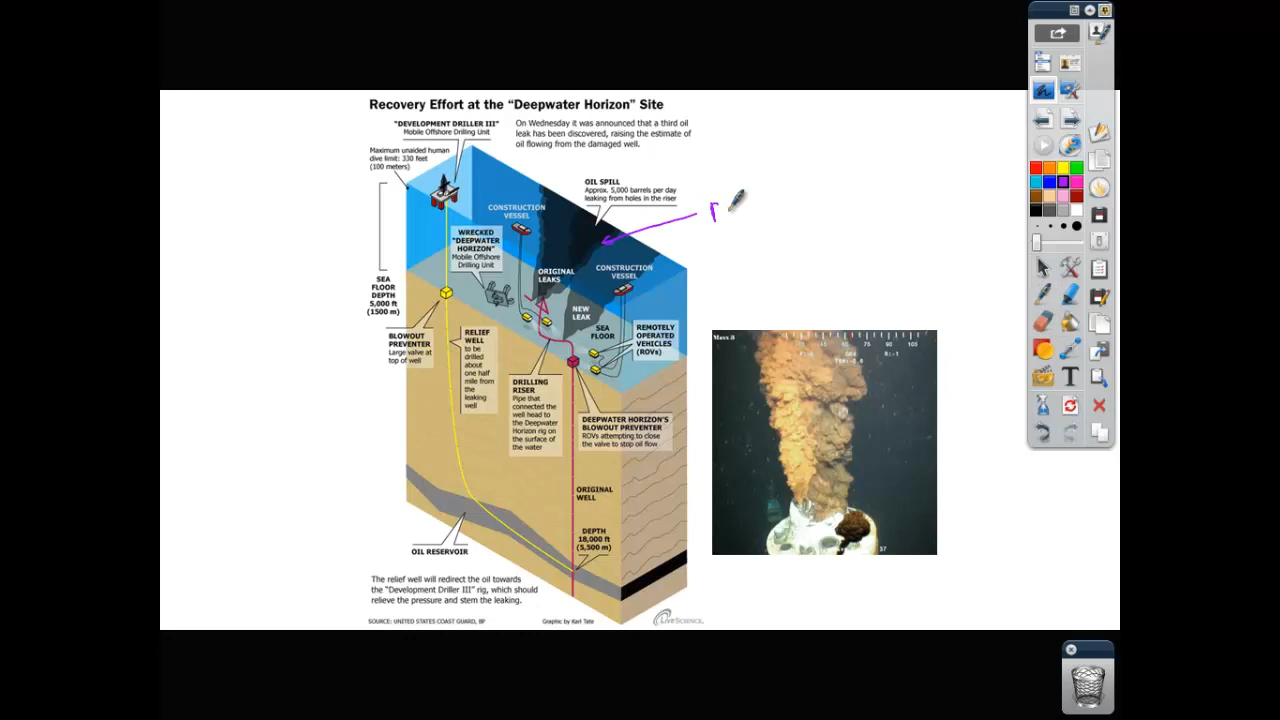 Recovery Effort at the “Deepwater Horizon” Site
"DEVELOPMENT DRILLER III"
Mobile Offshore Drilling Unit
On Wednesday it was announced that a third oil
leak has been discovered, raising the estimate of
oil flowing from the damaged well.
Maximum unaided human
dive limit: 330 feet
(100 meters)
OIL SPILL
Approx. 5,000 barrels per day
leaking from holes in the riser
CONSTRUCTION
VESSEL
WRECKED
"DEEPWATER
HORIZON"
Mobile Offshore
Drilling Unit
ORIGINAL
LEAKS
CONSTRUCTION
VESSEL
SEA
FLOOR
DEPTH
5,000 ft
(1500 m)
NEW
LEAK
SEA
FLOOR
REMOTELY
OPERATED
VEHICLES
(ROVs)
BLOWOUT
PREVENTER
Large valve at
top of well
RELIEF
WELL
to be
drilled
about
one half
mile from
the
leaking
well
DRILLING
RISER
Pipe that
connected the
well head to
the Deepwater
Horizon rig on
the surface of
the water
DEEPWATER HORIZON'S
BLOWOUT PREVENTER
ROVs attempting to close
the valve to stop oil flow
ORIGINAL
WELL
DEPTH
18,000 ft
(5,500 m)
OIL RESERVOIR
The relief well will redirect the oil towards
the "Development Driller III" rig, which should
relieve the pressure and stem the leaking.
SOURCE: UNITED STATES COAST GUARD, BP
Graphic by Karl Tate
LIVESCIENCE
r
45
60
75
90
105
37
T